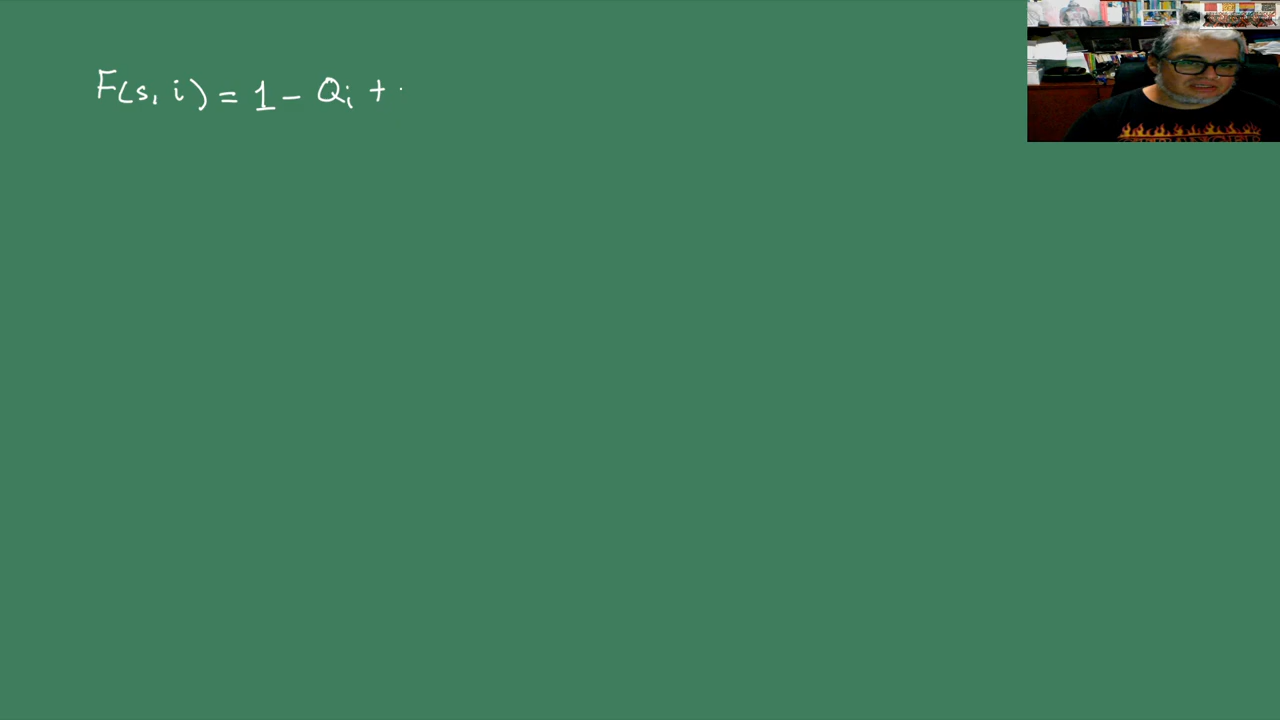 F(s, i) = 1 - Qi +